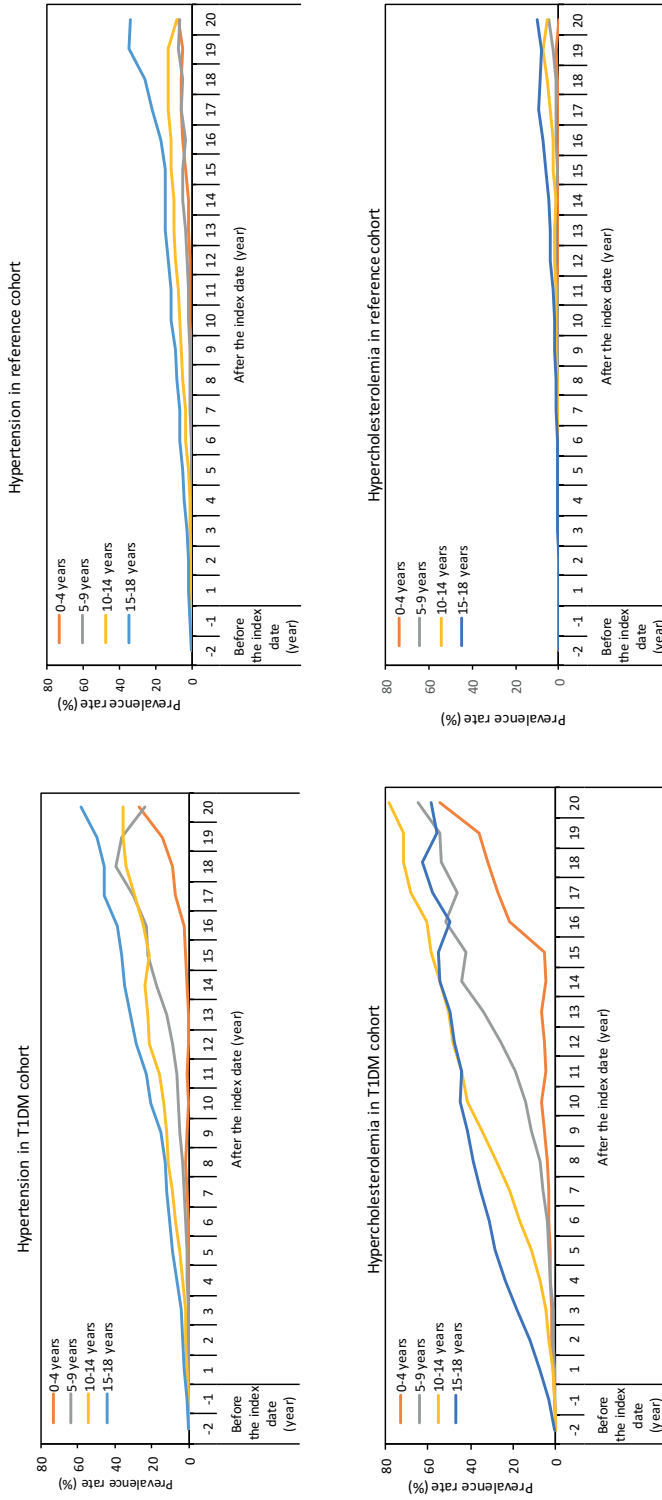 Hypertension in T1DM cohort
Prevalence rate (%)
80
60
40
20
0
0-4 years
5-9 years
10-14 years
15-18 years
-2 -1 1 2 3 4 5 6 7 8 9 10 11 12 13 14 15 16 17 18 19 20
Before the index date (year)
After the index date (year)
Hypertension in reference cohort
Prevalence rate (%)
80
60
40
20
0
0-4 years
5-9 years
10-14 years
15-18 years
-2 -1 1 2 3 4 5 6 7 8 9 10 11 12 13 14 15 16 17 18 19 20
Before the index date (year)
After the index date (year)
Hypercholesterolemia in T1DM cohort
Prevalence rate (%)
80
60
40
20
0
0-4 years
5-9 years
10-14 years
15-18 years
-2 -1 1 2 3 4 5 6 7 8 9 10 11 12 13 14 15 16 17 18 19 20
Before the index date (year)
After the index date (year)
Hypercholesterolemia in reference cohort
Prevalence rate (%)
80
60
40
20
0
0-4 years
5-9 years
10-14 years
15-18 years
-2 -1 1 2 3 4 5 6 7 8 9 10 11 12 13 14 15 16 17 18 19 20
Before the index date (year)
After the index date (year)